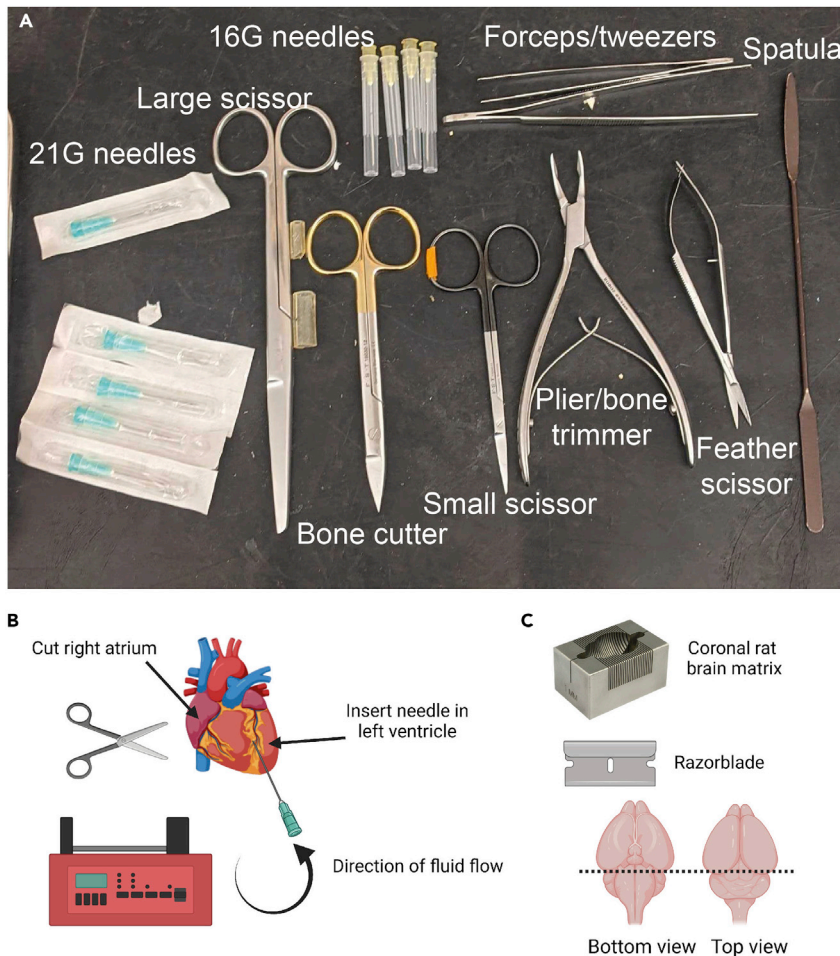 A
16G needles
Forceps/tweezers
Spatula
Large scissor
21G needles
Plier/bone
trimmer
Feather
scissor
Small scissor
Bone cutter
B
Cut right atrium
Insert needle in
left ventricle
Direction of fluid flow
C
Coronal rat
brain matrix
Razorblade
Bottom view
Top view